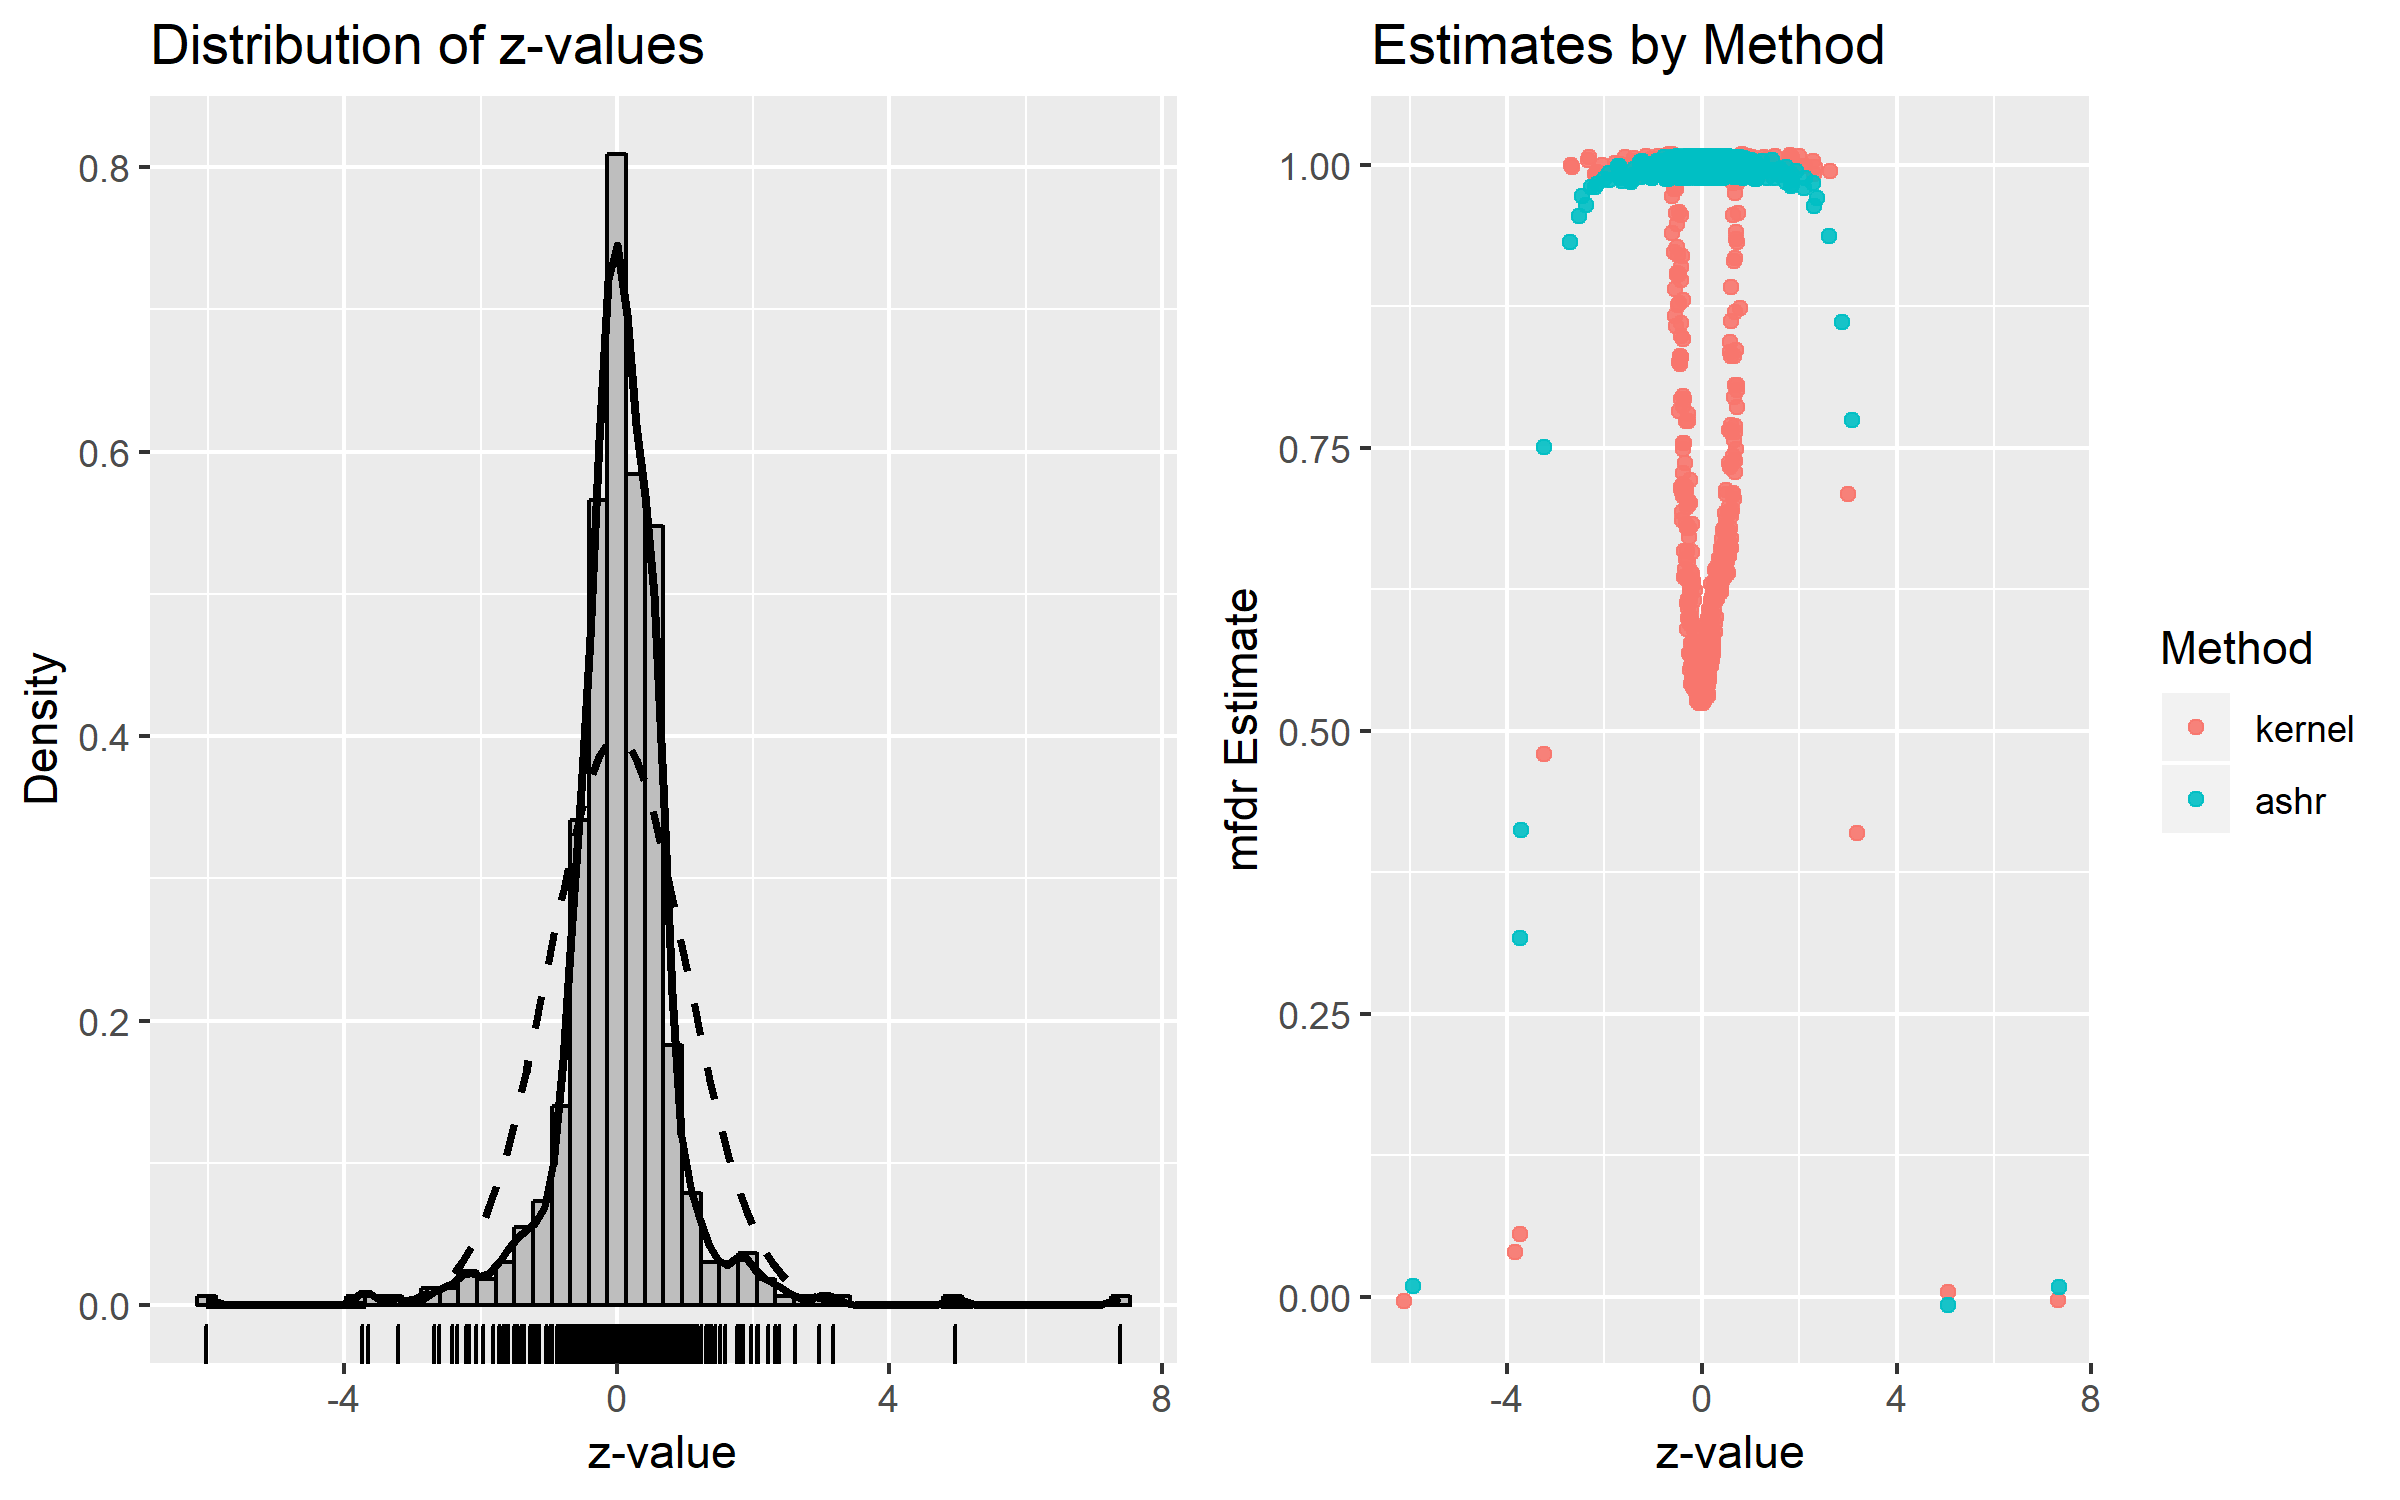 Distribution of z-values
Density
0.8
0.6
0.4
0.2
0.0
-4 0 4 8
z-value
Estimates by Method
mfdr Estimate
1.00
0.75
0.50
0.25
0.00
-4 0 4 8
z-value
Method
kernel
ashr